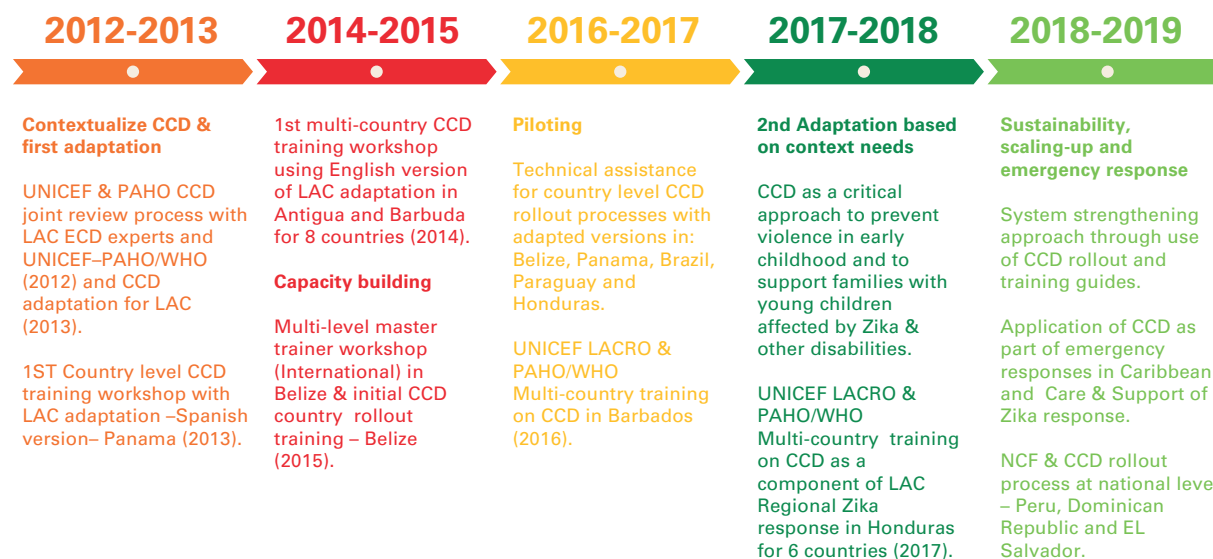 2012-2013
Contextualize CCD &
first adaptation
UNICEF & PAHO CCD
joint review process with
LAC ECD experts and
UNICEF–PAHO/WHO
(2012) and CCD
adaptation for LAC
(2013).
1ST Country level CCD
training workshop with
LAC adaptation –Spanish
version– Panama (2013).
2014-2015
1st multi-country CCD
training workshop
using English version
of LAC adaptation in
Antigua and Barbuda
for 8 countries (2014).
Capacity building
Multi-level master
trainer workshop
(International) in
Belize & initial CCD
country rollout
training – Belize
(2015).
2016-2017
Piloting
Technical assistance
for country level CCD
rollout processes with
adapted versions in:
Belize, Panama, Brazil,
Paraguay and
Honduras.
UNICEF LACRO &
PAHO/WHO
Multi-country training
on CCD in Barbados
(2016).
2017-2018
2nd Adaptation based
on context needs
CCD as a critical
approach to prevent
violence in early
childhood and to
support families with
young children
affected by Zika &
other disabilities.
UNICEF LACRO &
PAHO/WHO
Multi-country training
on CCD as a
component of LAC
Regional Zika
response in Honduras
for 6 countries (2017).
2018-2019
Sustainability,
scaling-up and
emergency response
System strengthening
approach through use
of CCD rollout and
training guides.
Application of CCD as
part of emergency
responses in Caribbean
and Care & Support of
Zika response.
NCF & CCD rollout
process at national leve
– Peru, Dominican
Republic and EL
Salvador.